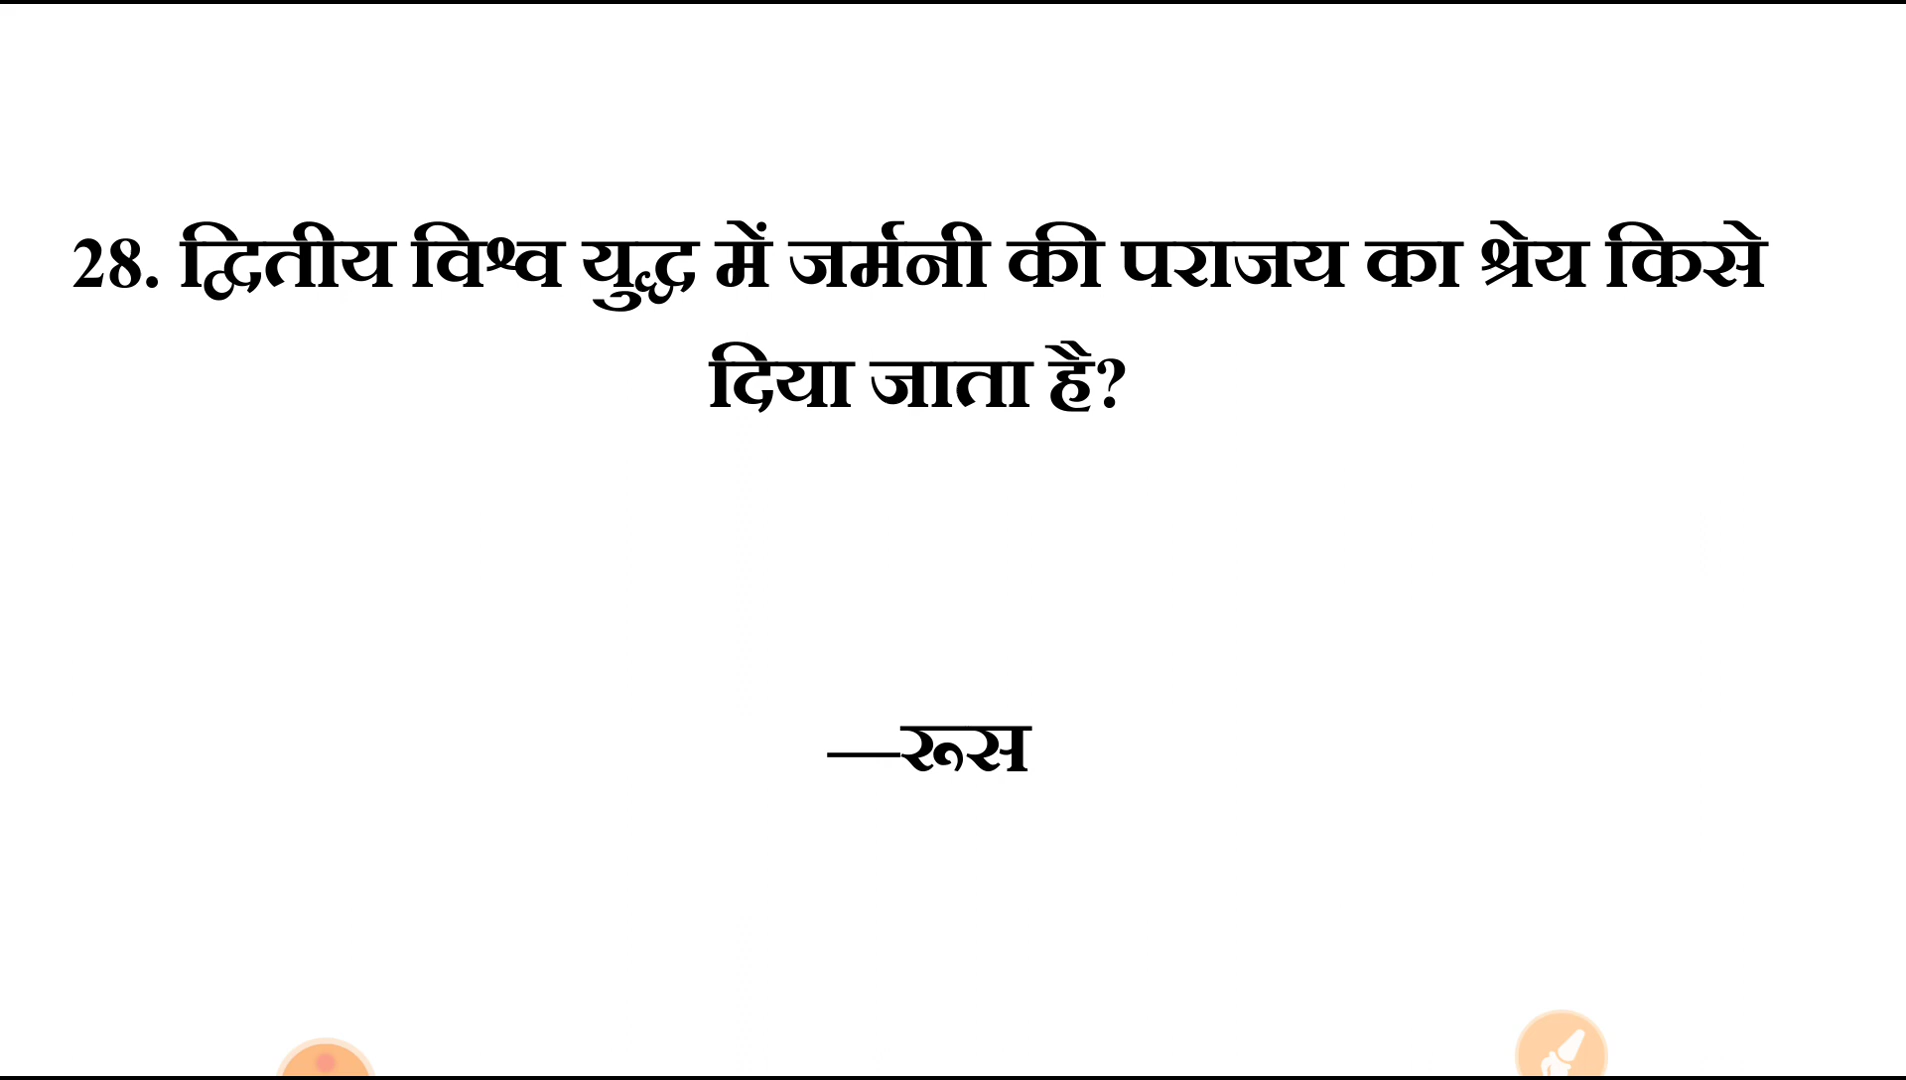 28. द्वितीय विश्व युद्ध में जर्मनी की पराजय का श्रेय किसे
दिया जाता है?
—रूस